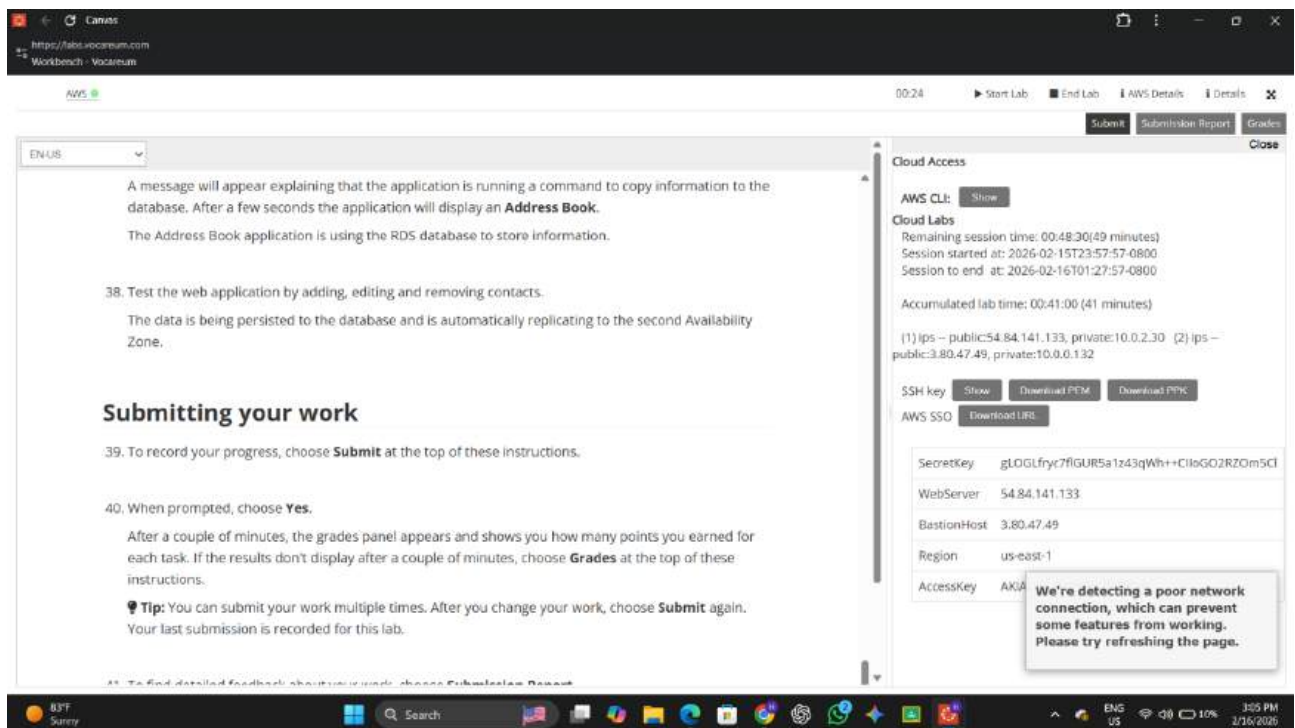 Canvas
https://labs.vocareum.com
Workbench - Vocareum
AWS
00:24
Start Lab
End Lab
AWS Details
Details
Submit
Submission Report
Grades
EN-US
Close
A message will appear explaining that the application is running a command to copy information to the
database. After a few seconds the application will display an Address Book.
The Address Book application is using the RDS database to store information.
38. Test the web application by adding, editing and removing contacts.
The data is being persisted to the database and is automatically replicating to the second Availability
Zone.
Submitting your work
39. To record your progress, choose Submit at the top of these instructions.
40. When prompted, choose Yes.
After a couple of minutes, the grades panel appears and shows you how many points you earned for
each task. If the results don't display after a couple of minutes, choose Grades at the top of these
instructions.
Tip: You can submit your work multiple times. After you change your work, choose Submit again.
Your last submission is recorded for this lab.
41. To find detailed feedback about your work, choose Submission Report.
Cloud Access
AWS CLI: Show
Cloud Labs
Remaining session time: 00:48:30(49 minutes)
Session started at: 2026-02-15T23:57:57-0800
Session to end at: 2026-02-16T01:27:57-0800
Accumulated lab time: 00:41:00 (41 minutes)
(1) ips -- public:54.84.141.133, private:10.0.2.30 (2) ips --
public:3.80.47.49, private:10.0.0.132
SSH key Show Download PEM Download PPK
AWS SSO Download URL
SecretKey
WebServer 54.84.141.133
BastionHost 3.80.47.49
Region us-east-1
AccessKey AKIA
We're detecting a poor network
connection, which can prevent
some features from working.
Please try refreshing the page.
83°F
Sunny
Search
ENG
US
10%
3:05 PM
2/16/2026